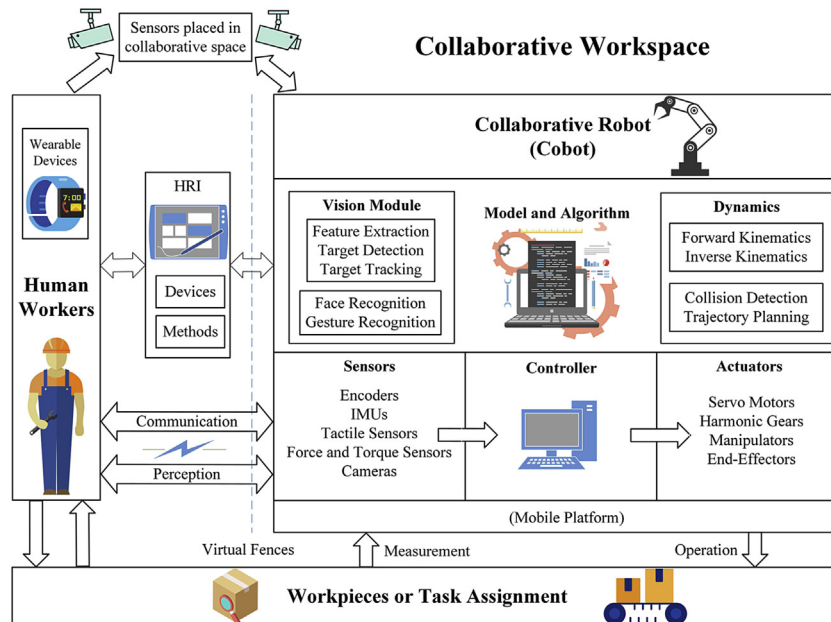 Sensors placed in
collaborative space
Collaborative Workspace
Wearable
Devices
7:00
Human
Workers
HRI
Devices
Methods
Communication
Perception
Collaborative Robot
(Cobot)
Vision Module
Feature Extraction
Target Detection
Target Tracking
Face Recognition
Gesture Recognition
Model and Algorithm
Dynamics
Forward Kinematics
Inverse Kinematics
Collision Detection
Trajectory Planning
Sensors
Encoders
IMUs
Tactile Sensors
Force and Torque Sensors
Cameras
Controller
Actuators
Servo Motors
Harmonic Gears
Manipulators
End-Effectors
(Mobile Platform)
Virtual Fences
Measurement
Operation
Workpieces or Task Assignment